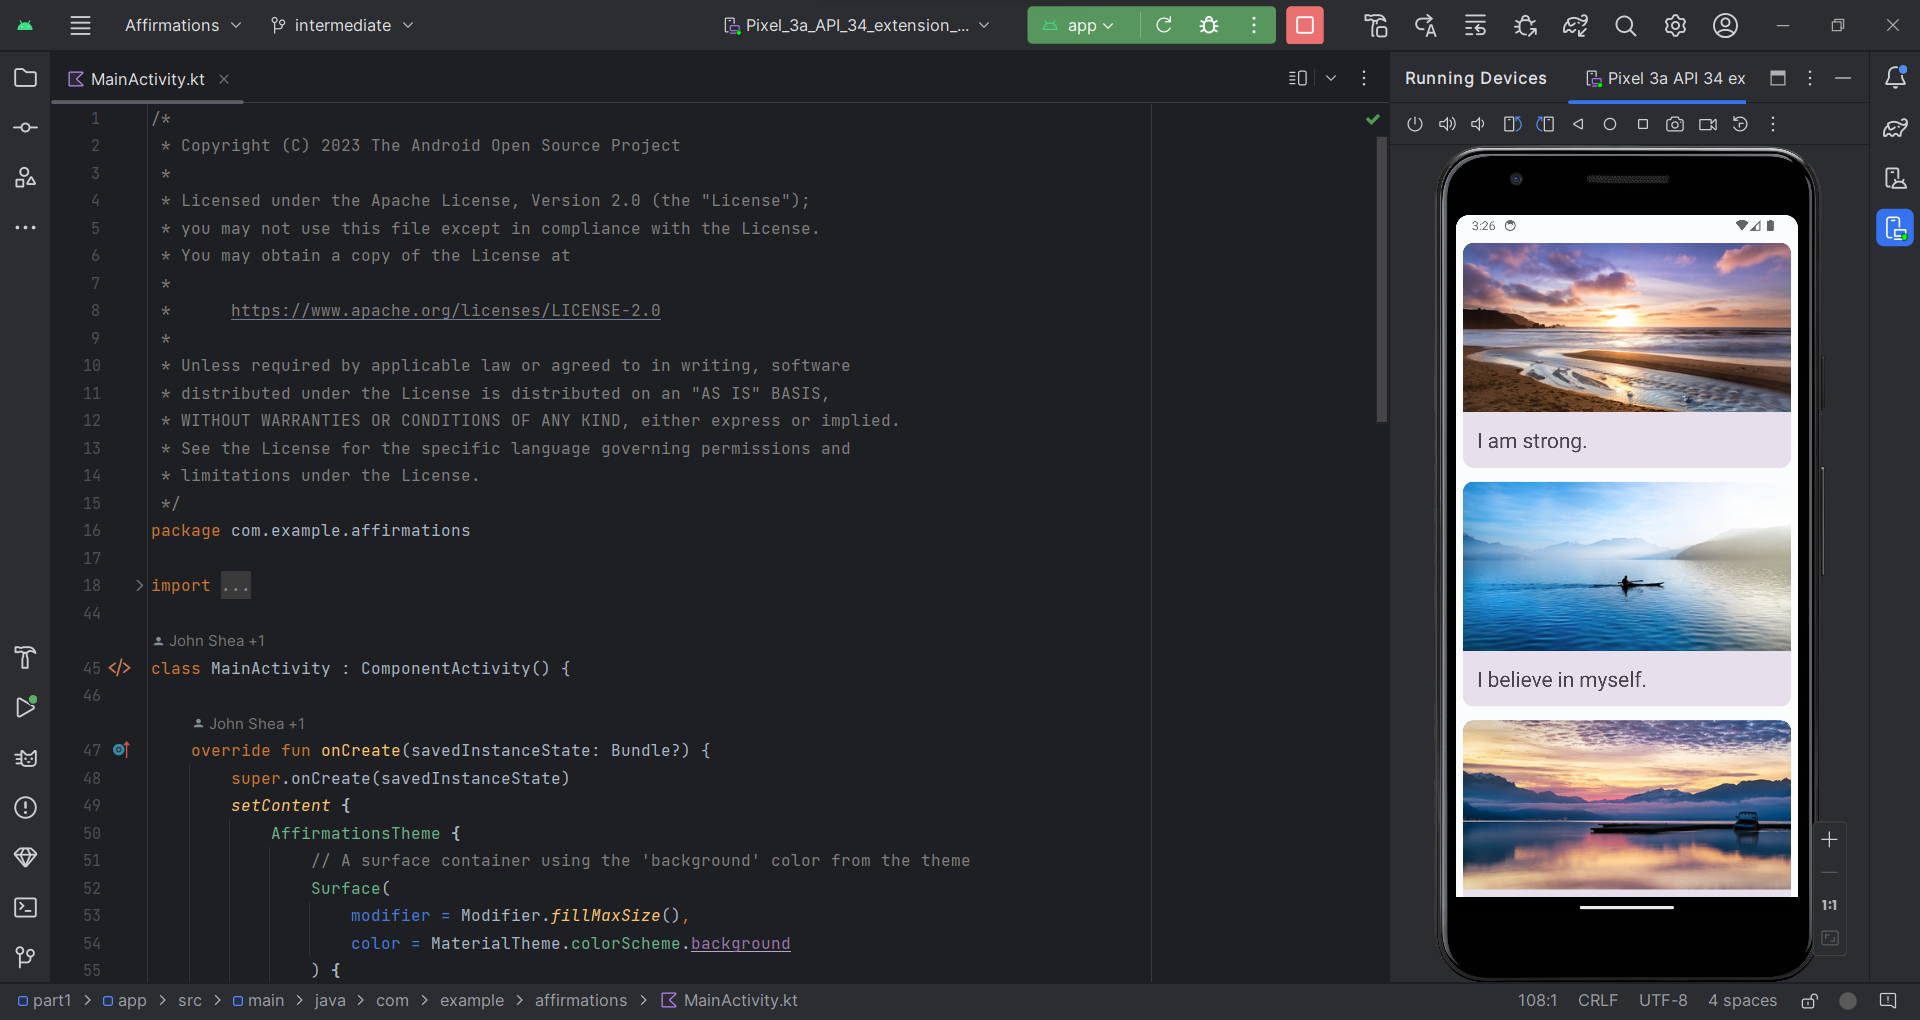 Affirmations
intermediate
Pixel_3a_API_34_extension_...
app
MainActivity.kt
Running Devices
Pixel 3a API 34 ex
1 /*
2  * Copyright (C) 2023 The Android Open Source Project
3  *
4  * Licensed under the Apache License, Version 2.0 (the "License");
5  * you may not use this file except in compliance with the License.
6  * You may obtain a copy of the License at
7  *
8  *      https://www.apache.org/licenses/LICENSE-2.0
9  *
10  * Unless required by applicable law or agreed to in writing, software
11  * distributed under the License is distributed on an "AS IS" BASIS,
12  * WITHOUT WARRANTIES OR CONDITIONS OF ANY KIND, either express or implied.
13  * See the License for the specific language governing permissions and
14  * limitations under the License.
15  */
16 package com.example.affirmations
17
18 import ...
44
John Shea +1
45 class MainActivity : ComponentActivity() {
46
John Shea +1
47     override fun onCreate(savedInstanceState: Bundle?) {
48         super.onCreate(savedInstanceState)
49         setContent {
50             AffirmationsTheme {
51                 // A surface container using the 'background' color from the theme
52                 Surface(
53                     modifier = Modifier.fillMaxSize(),
54                     color = MaterialTheme.colorScheme.background
55                 ) {
3:26
I am strong.
I believe in myself.
1:1
part1 > app > src > main > java > com > example > affirmations > MainActivity.kt
108:1 CRLF UTF-8 4 spaces